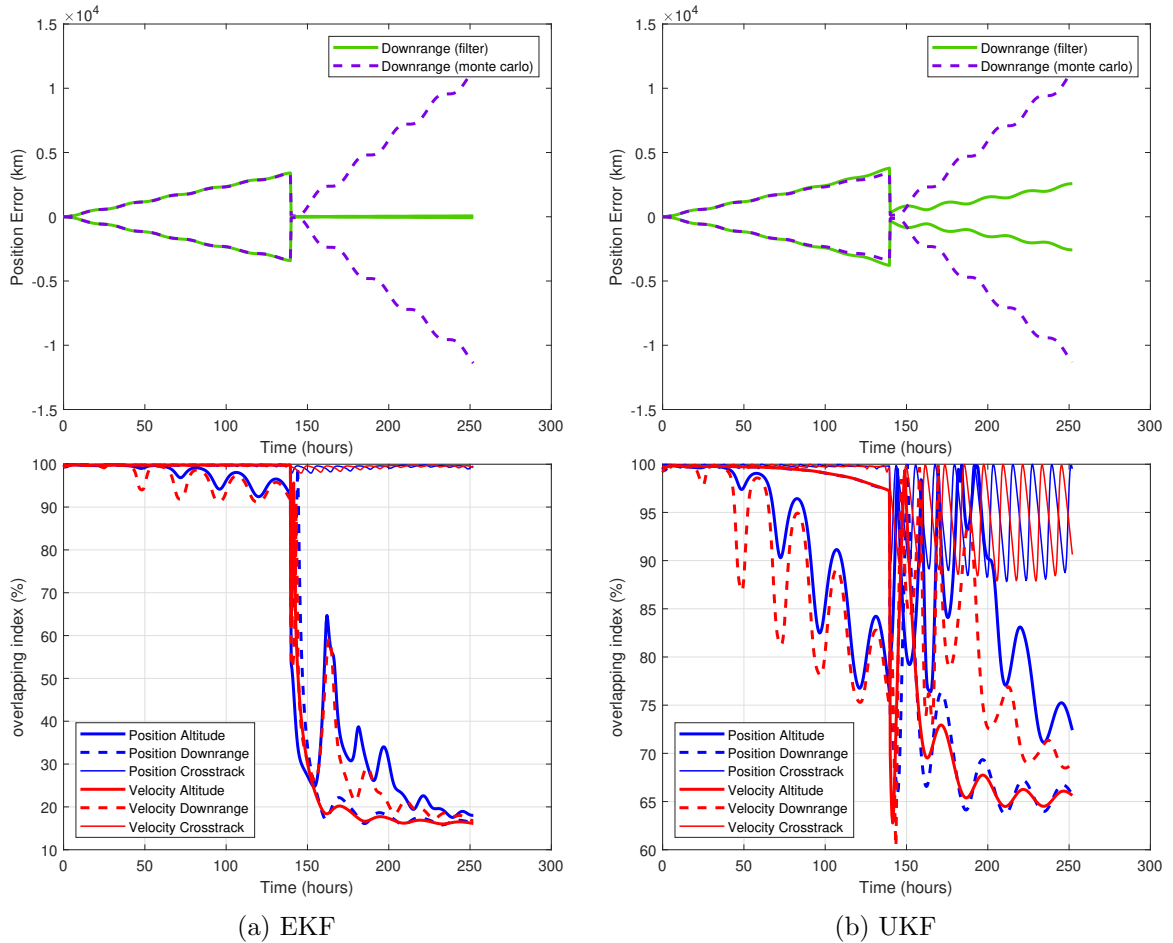 ×10⁴
1.5
1
0.5
0
-0.5
-1
-1.5
Position Error (km)
0 50 100 150 200 250 300
Time (hours)
Downrange (filter)
Downrange (monte carlo)
×10⁴
1.5
1
0.5
0
-0.5
-1
-1.5
Position Error (km)
0 50 100 150 200 250 300
Time (hours)
Downrange (filter)
Downrange (monte carlo)
100
90
80
70
60
50
40
30
20
10
overlapping index (%)
Position Altitude
Position Downrange
Position Crosstrack
Velocity Altitude
Velocity Downrange
Velocity Crosstrack
0 50 100 150 200 250 300
Time (hours)
(a) EKF
100
95
90
85
80
75
70
65
60
overlapping index (%)
Position Altitude
Position Downrange
Position Crosstrack
Velocity Altitude
Velocity Downrange
Velocity Crosstrack
0 50 100 150 200 250 300
Time (hours)
(b) UKF